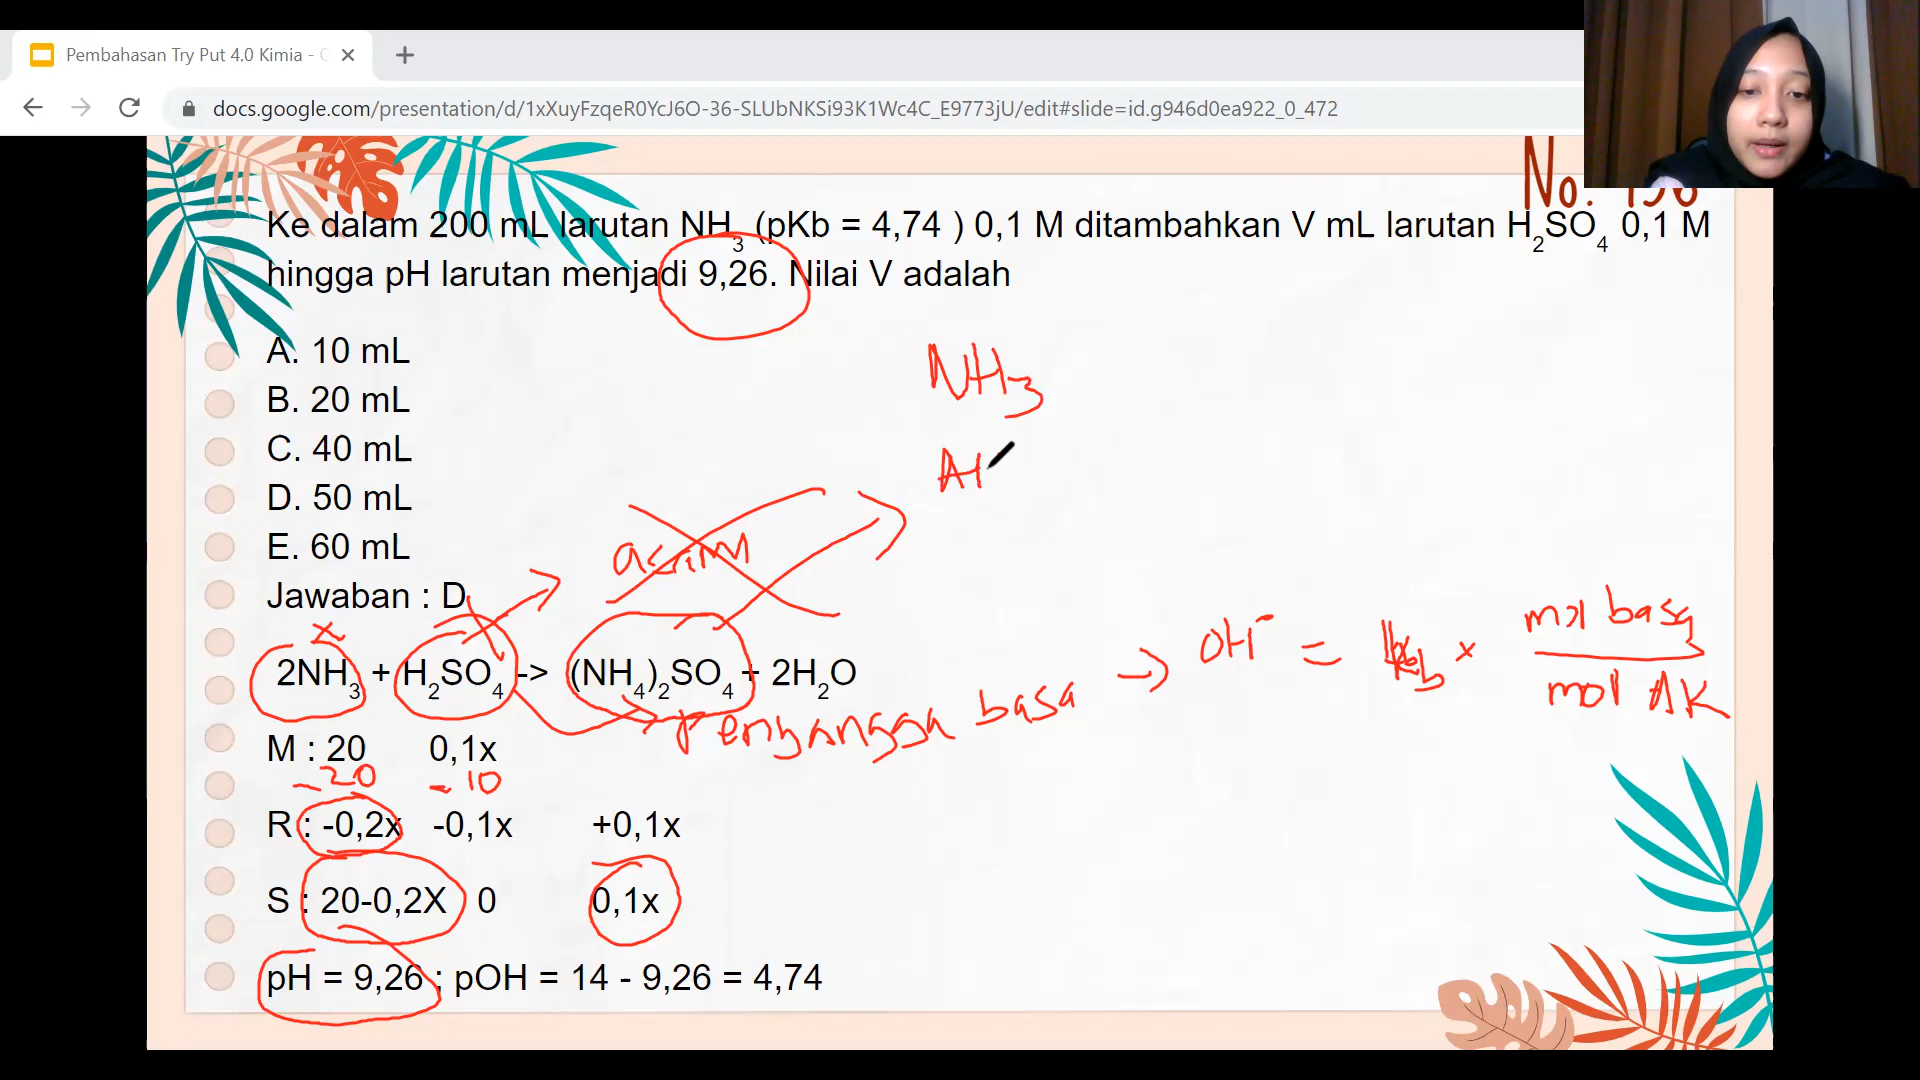 Pembahasan Try Put 4.0 Kimia -
docs.google.com/presentation/d/1xXuyFzqeR0YcJ6O-36-SLUbNKSi93K1Wc4C_E9773jU/edit#slide=id.g946d0ea922_0_472
No.
Ke dalam 200 mL larutan NH₃ (pKb = 4,74 ) 0,1 M ditambahkan V mL larutan H₂SO₄ 0,1 M
hingga pH larutan menjadi 9,26. Nilai V adalah
A. 10 mL
B. 20 mL
C. 40 mL
D. 50 mL
E. 60 mL
Jawaban : D
NH₃
asam
x
2NH₃ + H₂SO₄ -> (NH₄)₂SO₄ + 2H₂O
penyangga basa
OH⁻ = kb × mol basa
mol AK
M : 20 0,1x
-20 -10
R : -0,2x -0,1x +0,1x
S : 20-0,2X 0 0,1x
pH = 9,26 ; pOH = 14 - 9,26 = 4,74